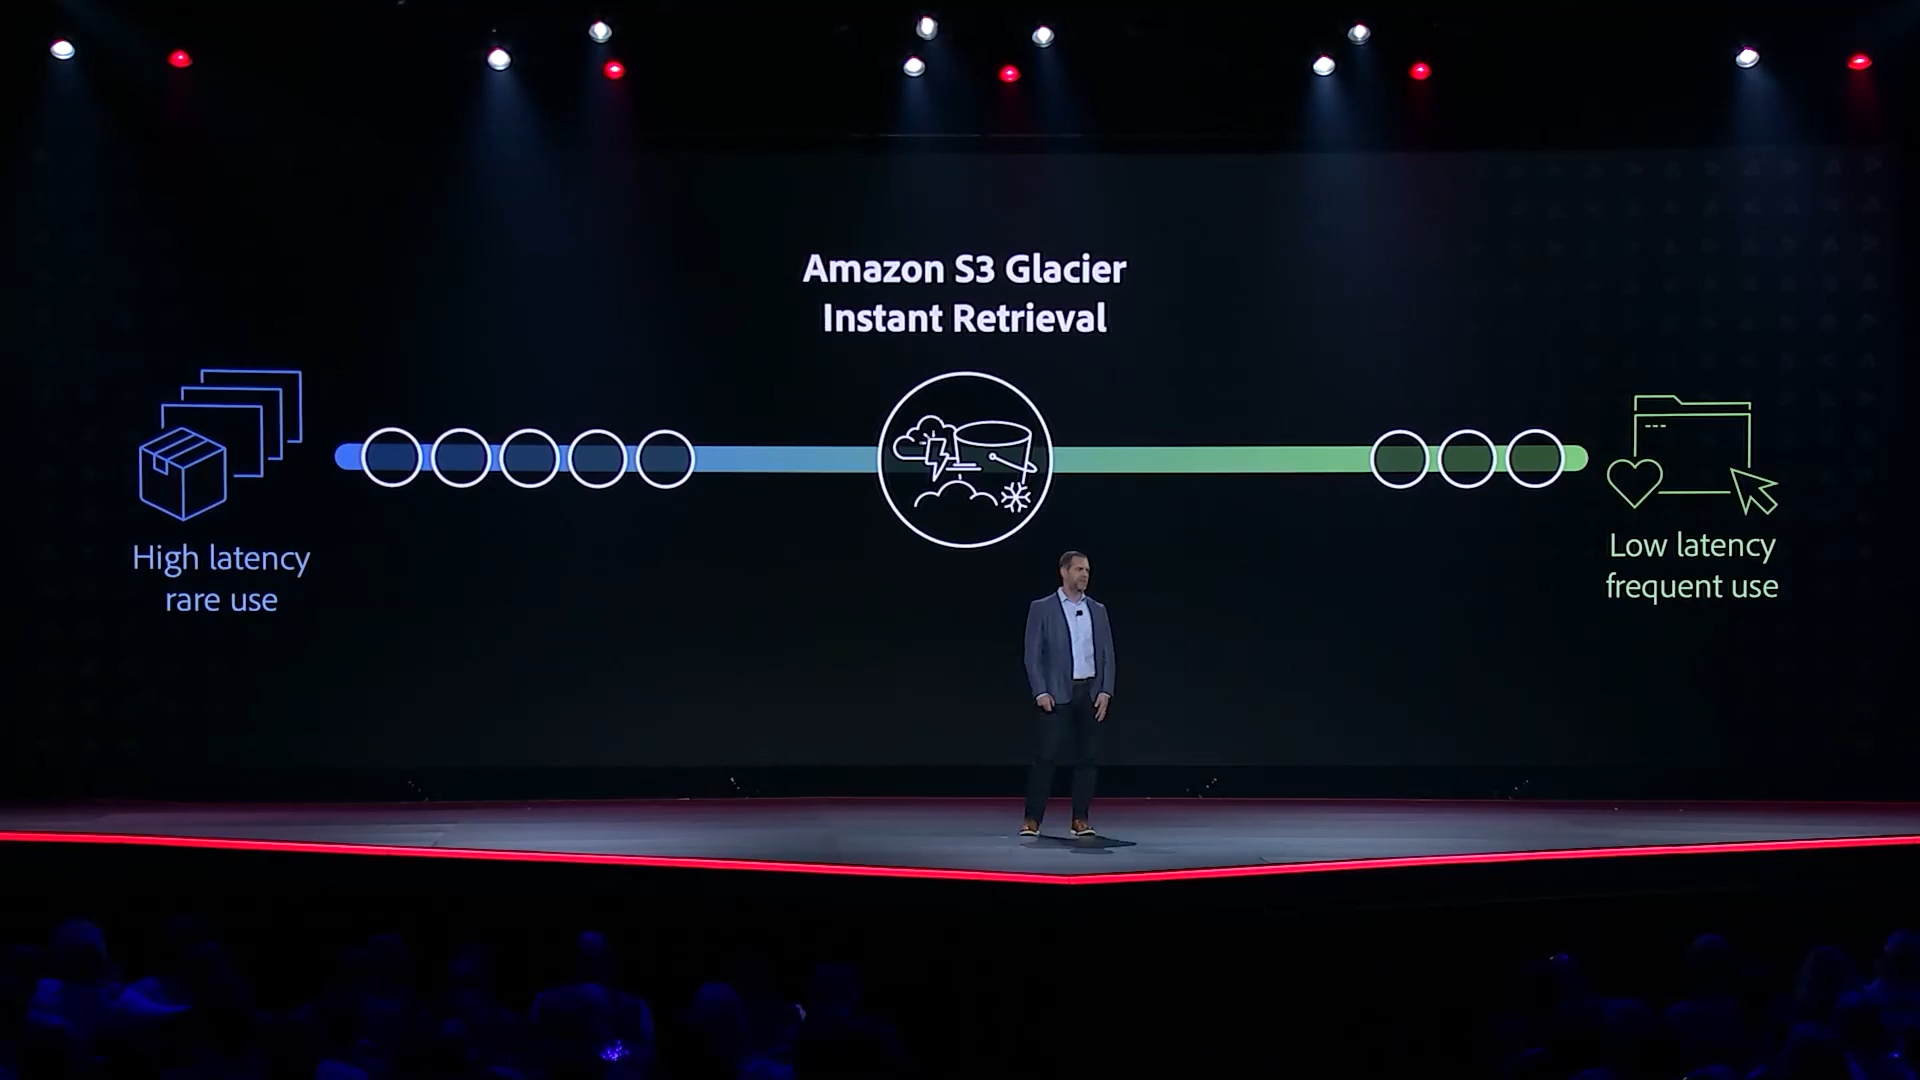 Amazon S3 Glacier
Instant Retrieval
High latency
rare use
Low latency
frequent use